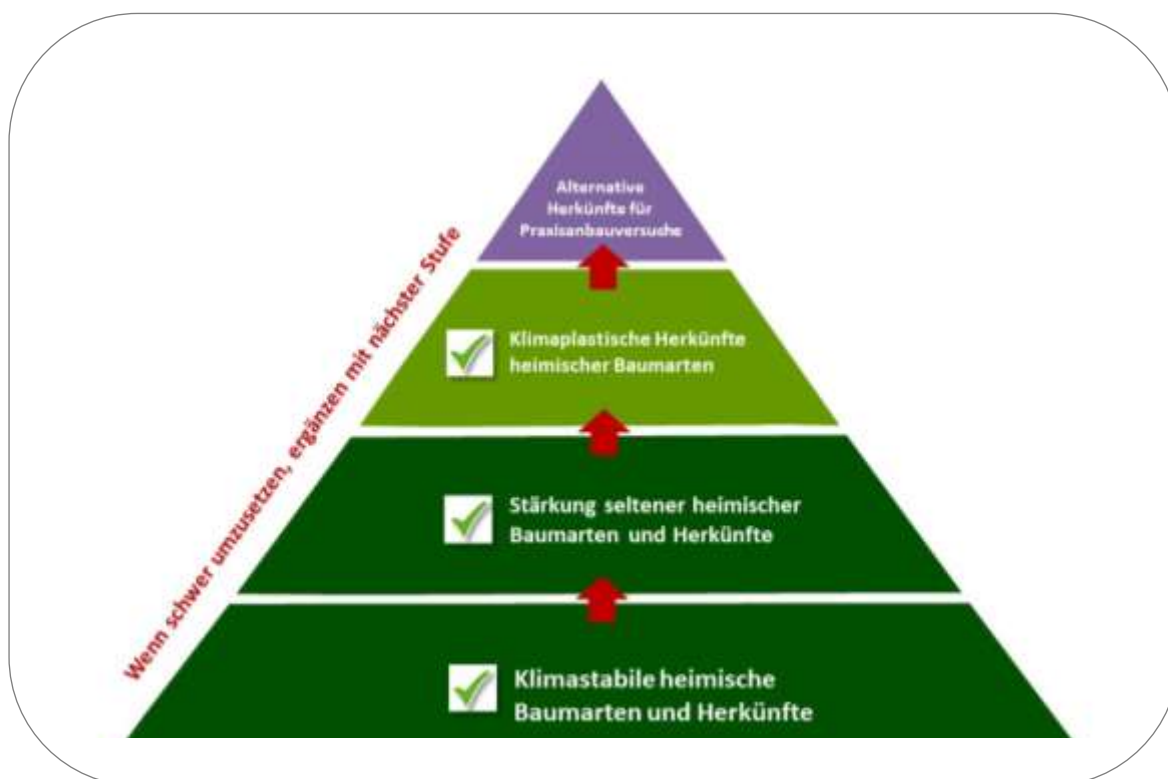 Alternative
Herkünfte für
Praxisanbauversuche
Wenn schwer umzusetzen, ergänzen mit nächster Stufe
Klimaplastische Herkünfte
heimischer Baumarten
Stärkung seltener heimischer
Baumarten und Herkünfte
Klimastabile heimische
Baumarten und Herkünfte